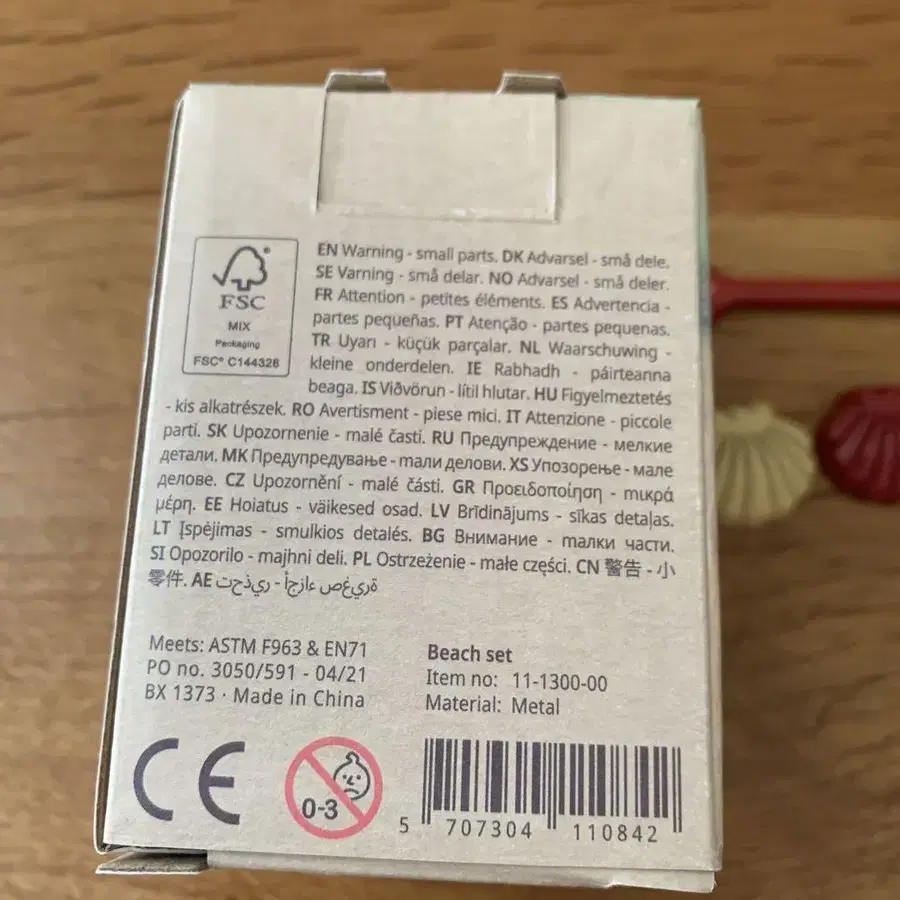 FSC
MIX
Packaging
FSC® C144328
EN Warning - small parts. DK Advarsel - små dele.
SE Varning - små delar. NO Advarsel - små deler.
FR Attention - petites éléments. ES Advertencia -
partes pequeñas. PT Atenção - partes pequenas.
TR Uyarı - küçük parçalar. NL Waarschuwing -
kleine onderdelen. IE Rabhadh - páirteanna
beaga. IS Viðvörun - lítil hlutar. HU Figyelmeztetés
- kis alkatrészek. RO Avertisment - piese mici. IT Attenzione - piccole
parti. SK Upozornenie - malé časti. RU Предупреждение - мелкие
детали. MK Предупредување - мали делови. XS Упозорење - мале
делове. CZ Upozornění - malé části. GR Προειδοποίηση - μικρά
μέρη. EE Hoiatus - väikesed osad. LV Brīdinājums - sīkas detaļas.
LT Įspėjimas - smulkios detalės. BG Внимание - малки части.
SI Opozorilo - majhni deli. PL Ostrzeżenie - małe części. CN 警告 - 小
零件. AE ةريغص ءازجأ - ريذحت
Meets: ASTM F963 & EN71
PO no. 3050/591 - 04/21
BX 1373 · Made in China
Beach set
Item no: 11-1300-00
Material: Metal
CE
0-3
5 707304 110842